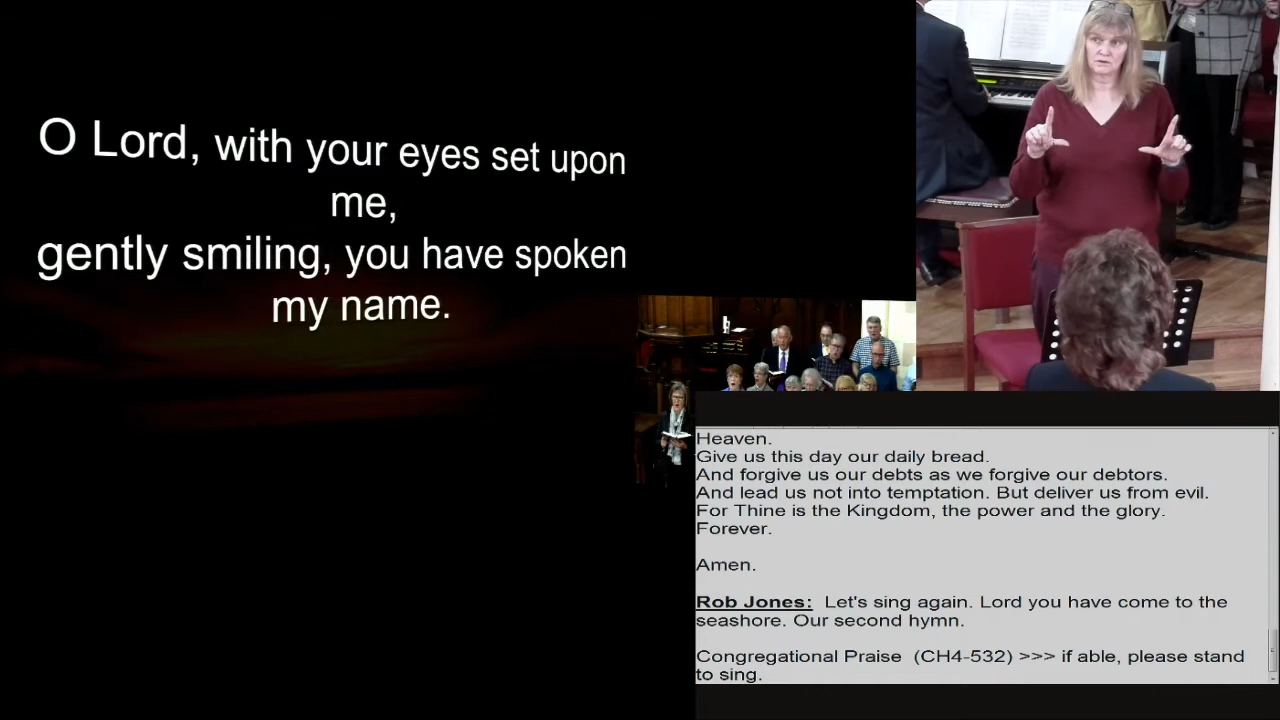 O Lord, with your eyes set upon
me,
gently smiling, you have spoken
my name.
Heaven.
Give us this day our daily bread.
And forgive us our debts as we forgive our debtors.
And lead us not into temptation. But deliver us from evil.
For Thine is the Kingdom, the power and the glory.
Forever.
Amen.
Rob Jones: Let's sing again. Lord you have come to the
seashore. Our second hymn.
Congregational Praise (CH4-532) >>> if able, please stand
to sing.